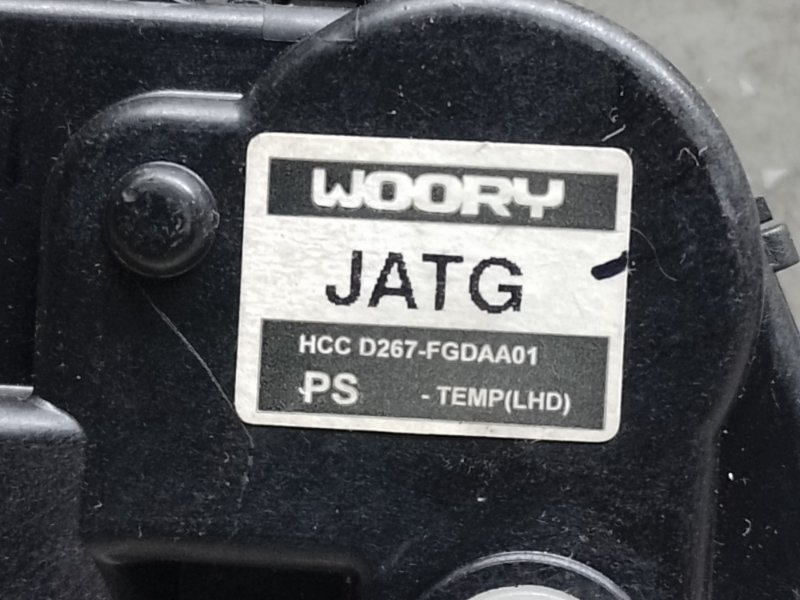 WOORY
JATG
HCC D267-FGDAA01
PS - TEMP(LHD)